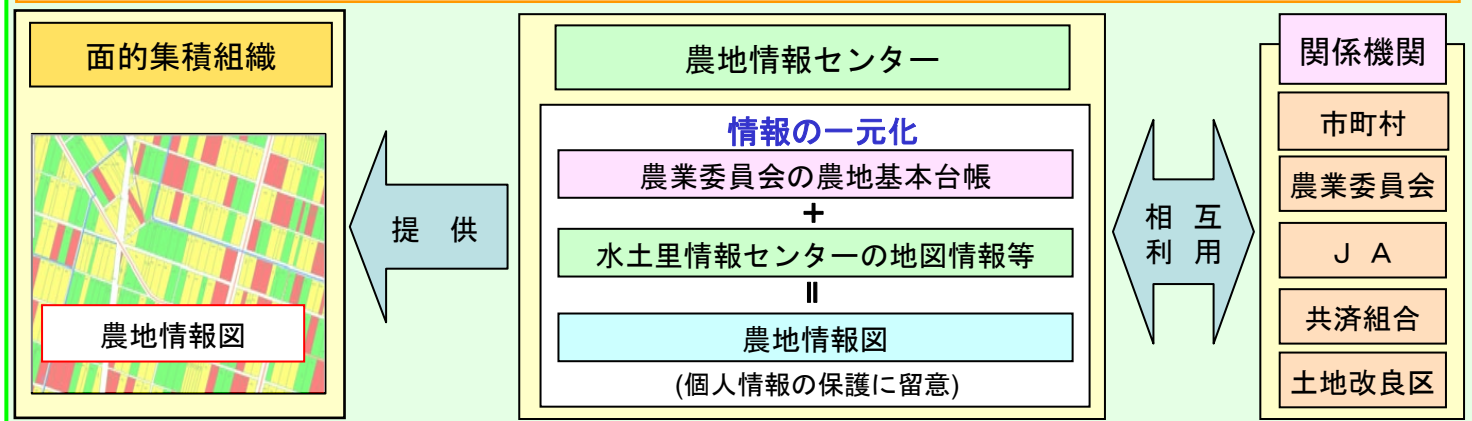 面的集積組織
農地情報図
提 供
農地情報センター
情報の一元化
農業委員会の農地基本台帳
+
水土里情報センターの地図情報等
=
農地情報図
(個人情報の保護に留意)
相 互
利 用
関係機関
市町村
農業委員会
J A
共済組合
土地改良区